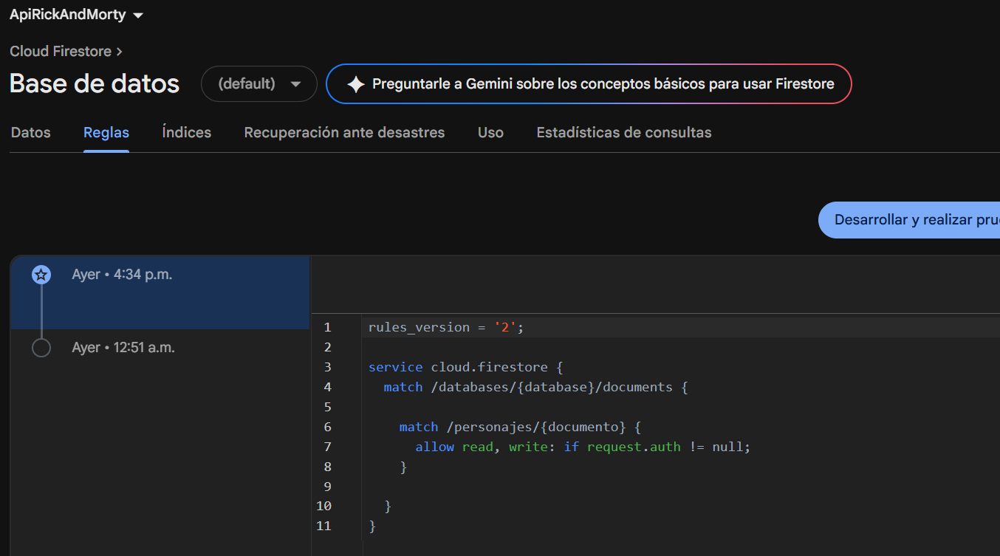 ApiRickAndMorty
Cloud Firestore
Base de datos
(default)
Preguntarle a Gemini sobre los conceptos básicos para usar Firestore
Datos
Reglas
Índices
Recuperación ante desastres
Uso
Estadísticas de consultas
Desarrollar y realizar
Ayer • 4:34 p.m.
Ayer • 12:51 a.m.
1 rules_version = '2';
2
3 service cloud.firestore {
4 match /databases/{database}/documents {
5
6 match /personajes/{documento} {
7 allow read, write: if request.auth != null;
8 }
9
10 }
11 }